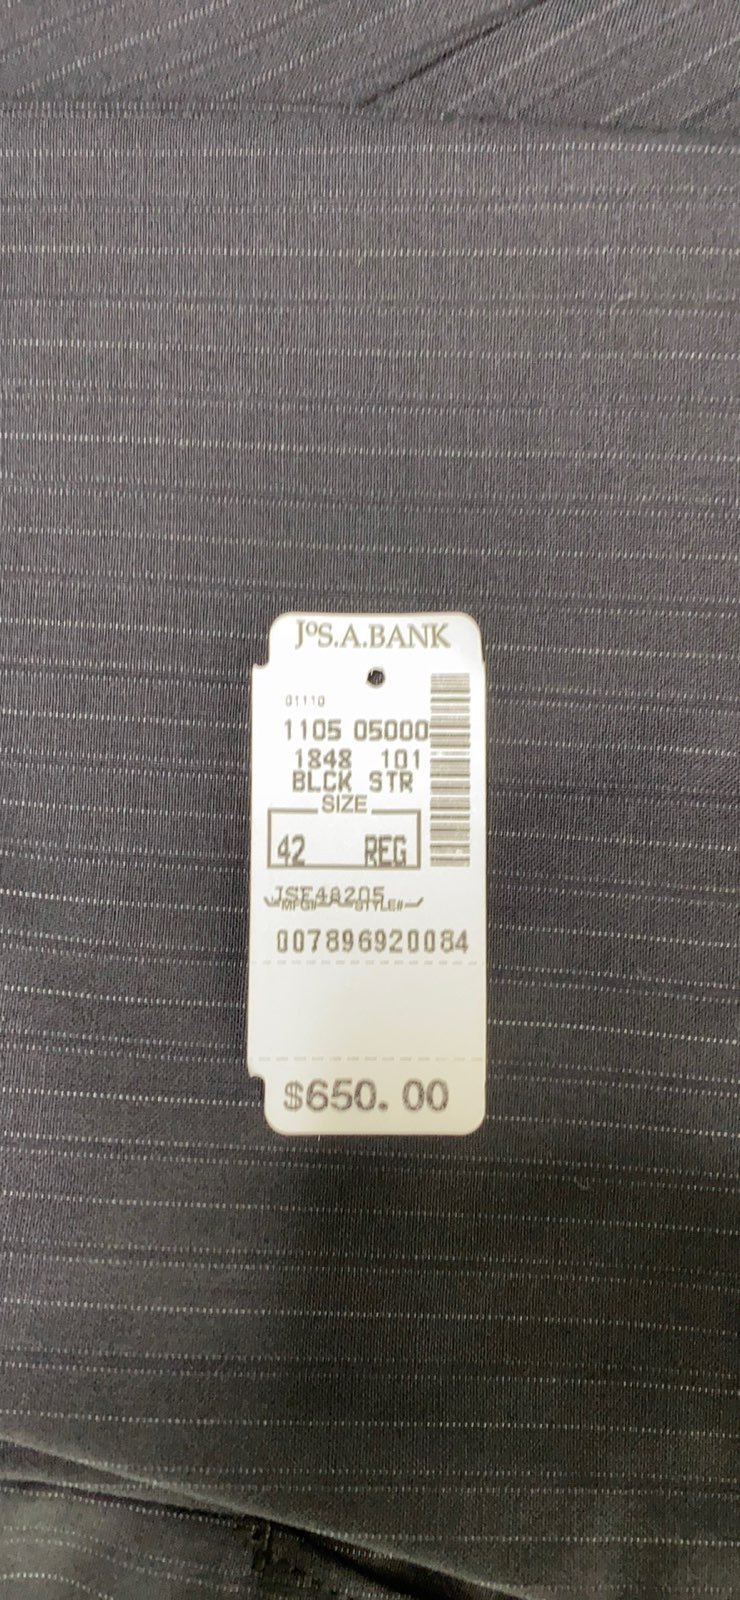 JOS.A.BANK
01110
1105 05000
1848 101
BLCK STR
SIZE
42 REG
JSE48205
MFG# STYLE#
007896920084
$650.00